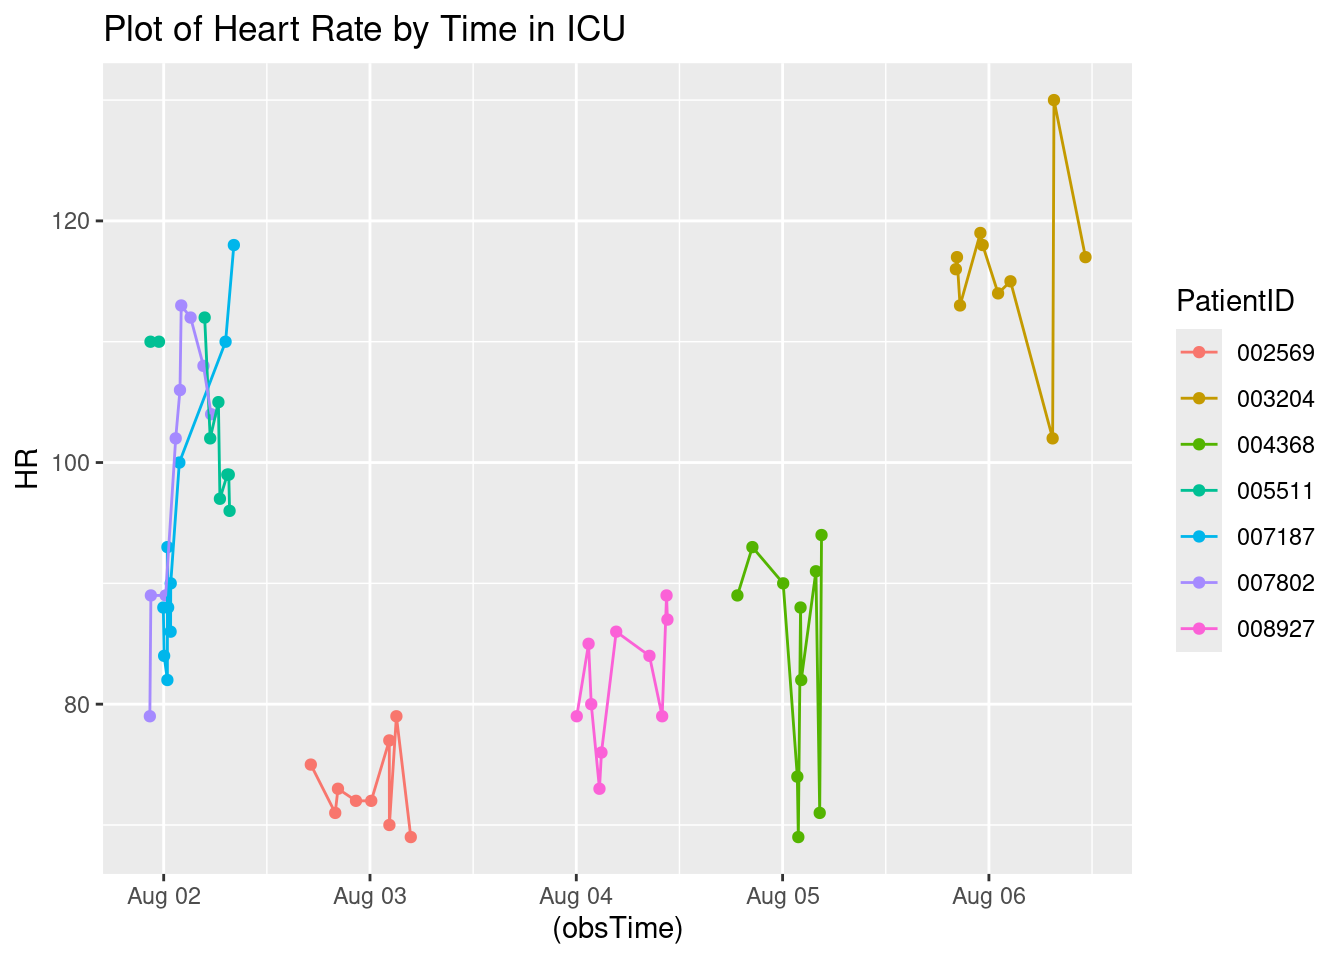 Plot of Heart Rate by Time in ICU
HR
120
100
80
Aug 02 Aug 03 Aug 04 Aug 05 Aug 06
(obsTime)
PatientID
002569
003204
004368
005511
007187
007802
008927